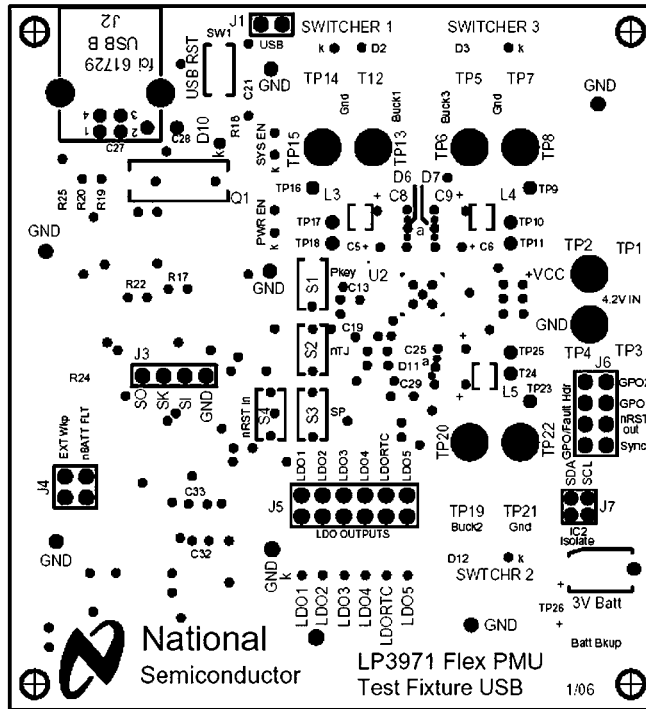 J2
USB B
fci 61729
4
3
1
2
C27
C28
USB RST
SW1
J1
USB
C21
R18
D10
k
GND
SYS EN
k
Q1
R25
R20
R19
PWR EN
k
GND
GND
SWITCHER 1
k
D2
TP14
T12
Gnd
Buck1
TP15
TP13
SWITCHER 3
D3
k
TP5
TP7
Buck3
Gnd
TP6
TP8
GND
TP16
D6
D7
L3
+
C8
C9
+
L4
TP9
TP17
TP10
a
TP18
C5+
+
C6
TP11
TP2
TP1
+VCC
4.2V IN
GND
TP4
TP3
S1
Pkey
C13
U2
R22
R17
S2
nTJ
C19
C25
a
D11
C29
+
+
L5
TP25
T24
TP23
J3
SO
SK
SI
GND
R24
S4
nRST In
S3
SP
TP20
TP22
J6
GPO/Fault Hdr
GPO2
GPO
nRST
out
Sync
EXT Wkp
nBATT FLT
J4
C33
C32
GND
J5
LDO1
LDO2
LDO3
LDO4
LDORTC
LDO5
LDO OUTPUTS
GND
k
LDO1
LDO2
LDO3
LDO4
LDORTC
LDO5
TP19
TP21
Buck2
Gnd
D12
k
SWTCHR 2
SDA
SCL
J7
IC2
Isolate
+
3V Batt
TP26
+
Batt Bkup
GND
National
Semiconductor
LP3971 Flex PMU
Test Fixture USB
1/06